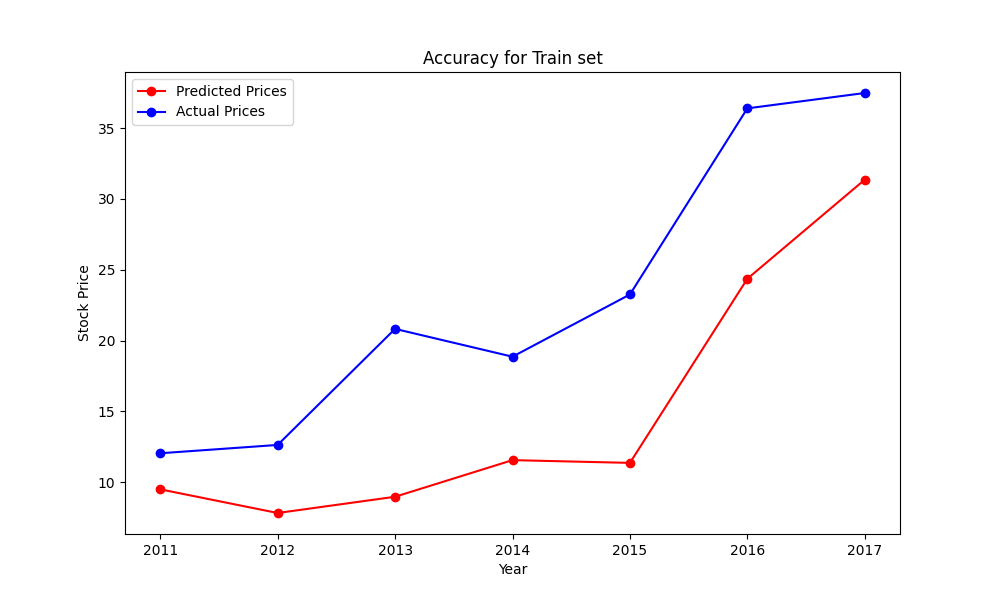 Accuracy for Train set
Predicted Prices
Actual Prices
Stock Price
35
30
25
20
15
10
2011 2012 2013 2014 2015 2016 2017
Year